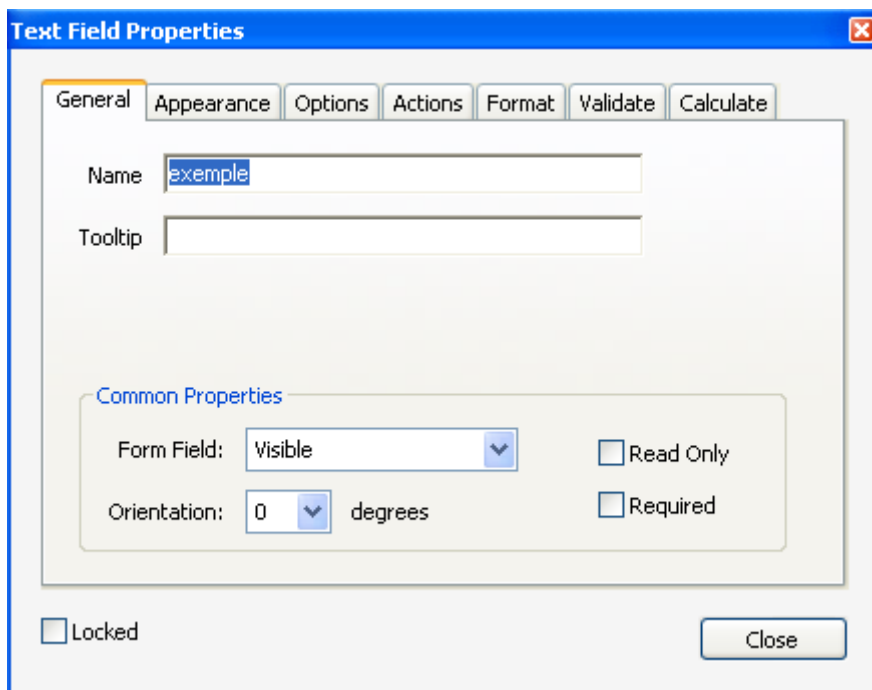 Text Field Properties
General Appearance Options Actions Format Validate Calculate
Name exemple
Tooltip
Common Properties
Form Field: Visible
Read Only
Orientation: 0 degrees
Required
Locked
Close